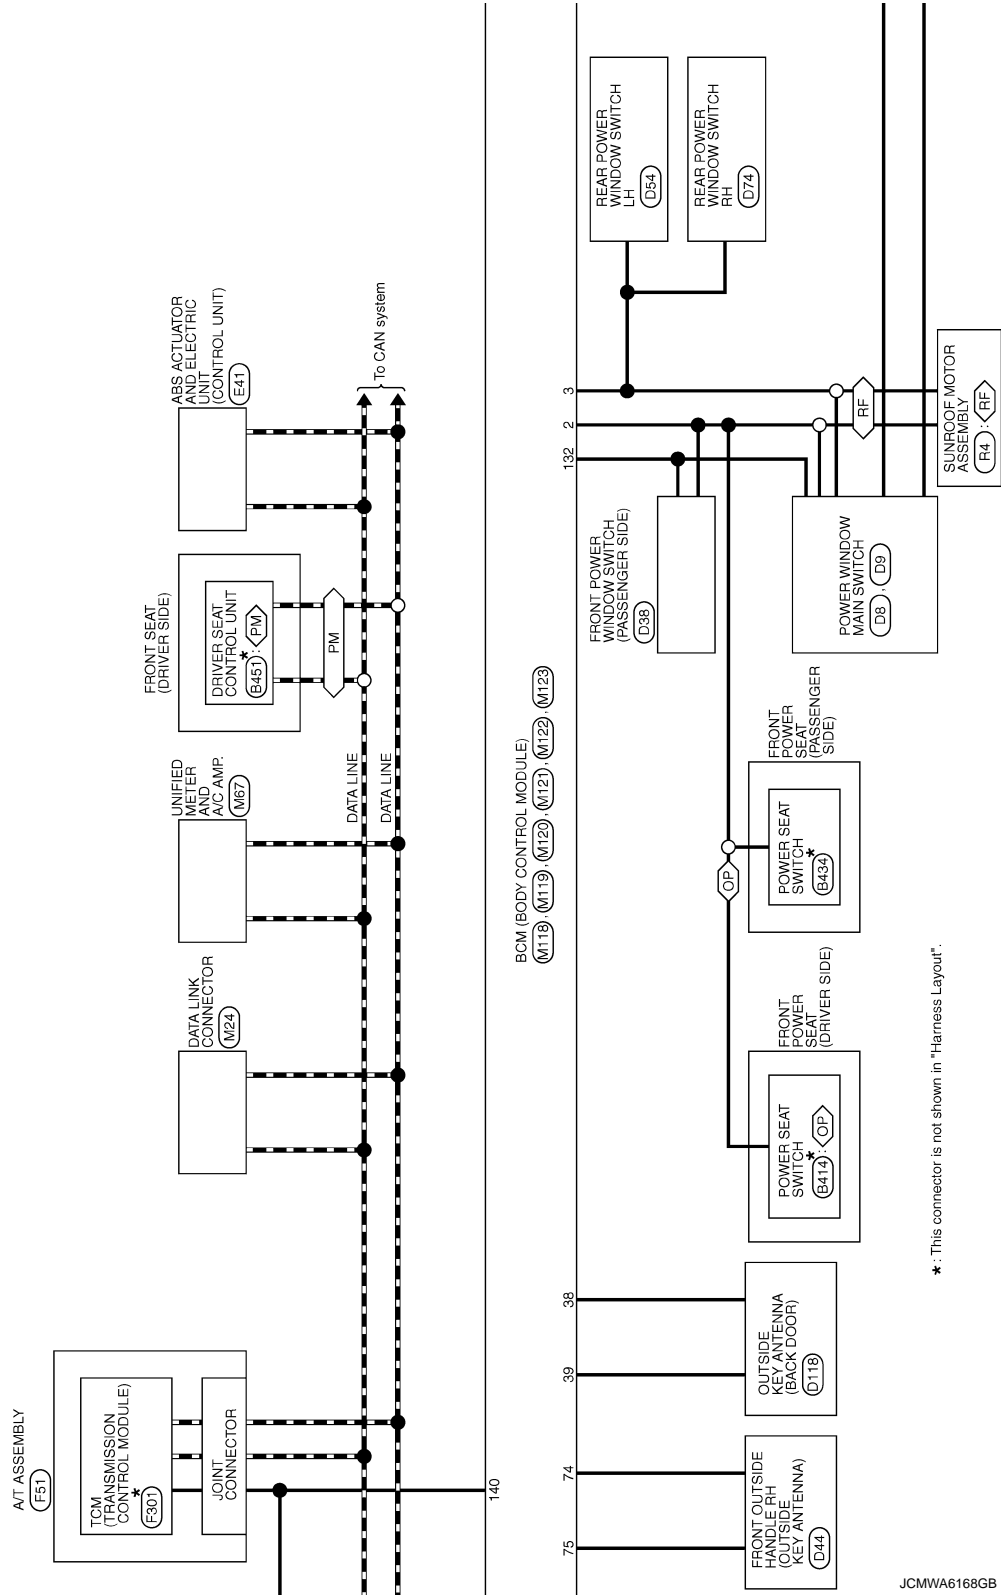 A/T ASSEMBLY
F51
TCM
(TRANSMISSION
CONTROL MODULE)
*
F301
JOINT
CONNECTOR
DATA LINK
CONNECTOR
M24
UNIFIED
METER
AND
A/C AMP.
M67
FRONT SEAT
(DRIVER SIDE)
DRIVER SEAT
CONTROL UNIT
*
B451 : PM
PM
ABS ACTUATOR
AND ELECTRIC
UNIT
(CONTROL UNIT)
E41
DATA LINE
DATA LINE
To CAN system
140
BCM (BODY CONTROL MODULE)
M118 , M119 , M120 , M121 , M122 , M123
75
74
39
38
132
2
3
FRONT OUTSIDE
HANDLE RH
(OUTSIDE
KEY ANTENNA)
D44
OUTSIDE
KEY ANTENNA
(BACK DOOR)
D118
FRONT
POWER
SEAT
(DRIVER SIDE)
POWER SEAT
SWITCH
*
B414 : OP
OP
FRONT
POWER
SEAT
(PASSENGER
SIDE)
POWER SEAT
SWITCH
*
B434
FRONT POWER
WINDOW SWITCH
(PASSENGER SIDE)
D38
POWER WINDOW
MAIN SWITCH
D8 , D9
RF
SUNROOF MOTOR
ASSEMBLY
R4 : RF
REAR POWER
WINDOW SWITCH
LH
D54
REAR POWER
WINDOW SWITCH
RH
D74
* : This connector is not shown in "Harness Layout".
JCMWA6168GB